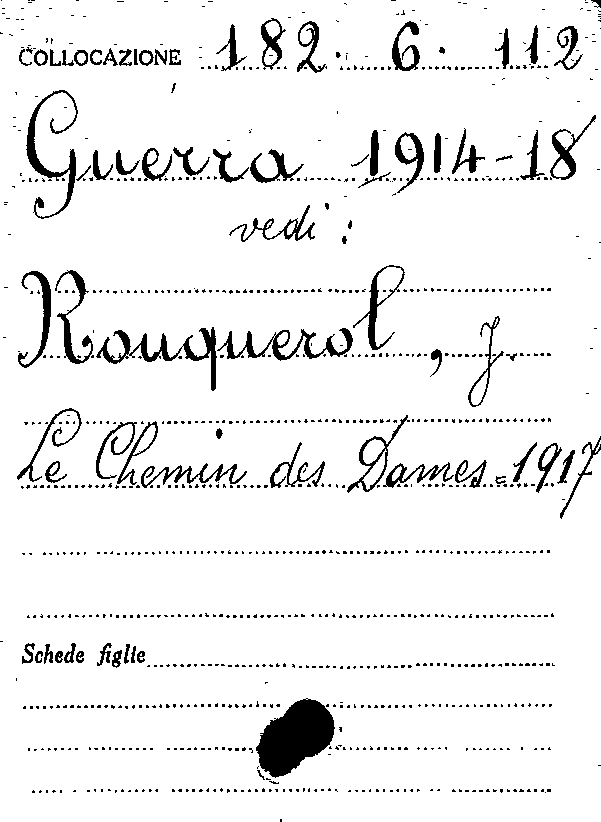 COLLOCAZIONE 182. 6. 112
Guerra 1914-18
vedi:
Rouquerol, J.
Le Chemin des Dames=1917
Schede figlie